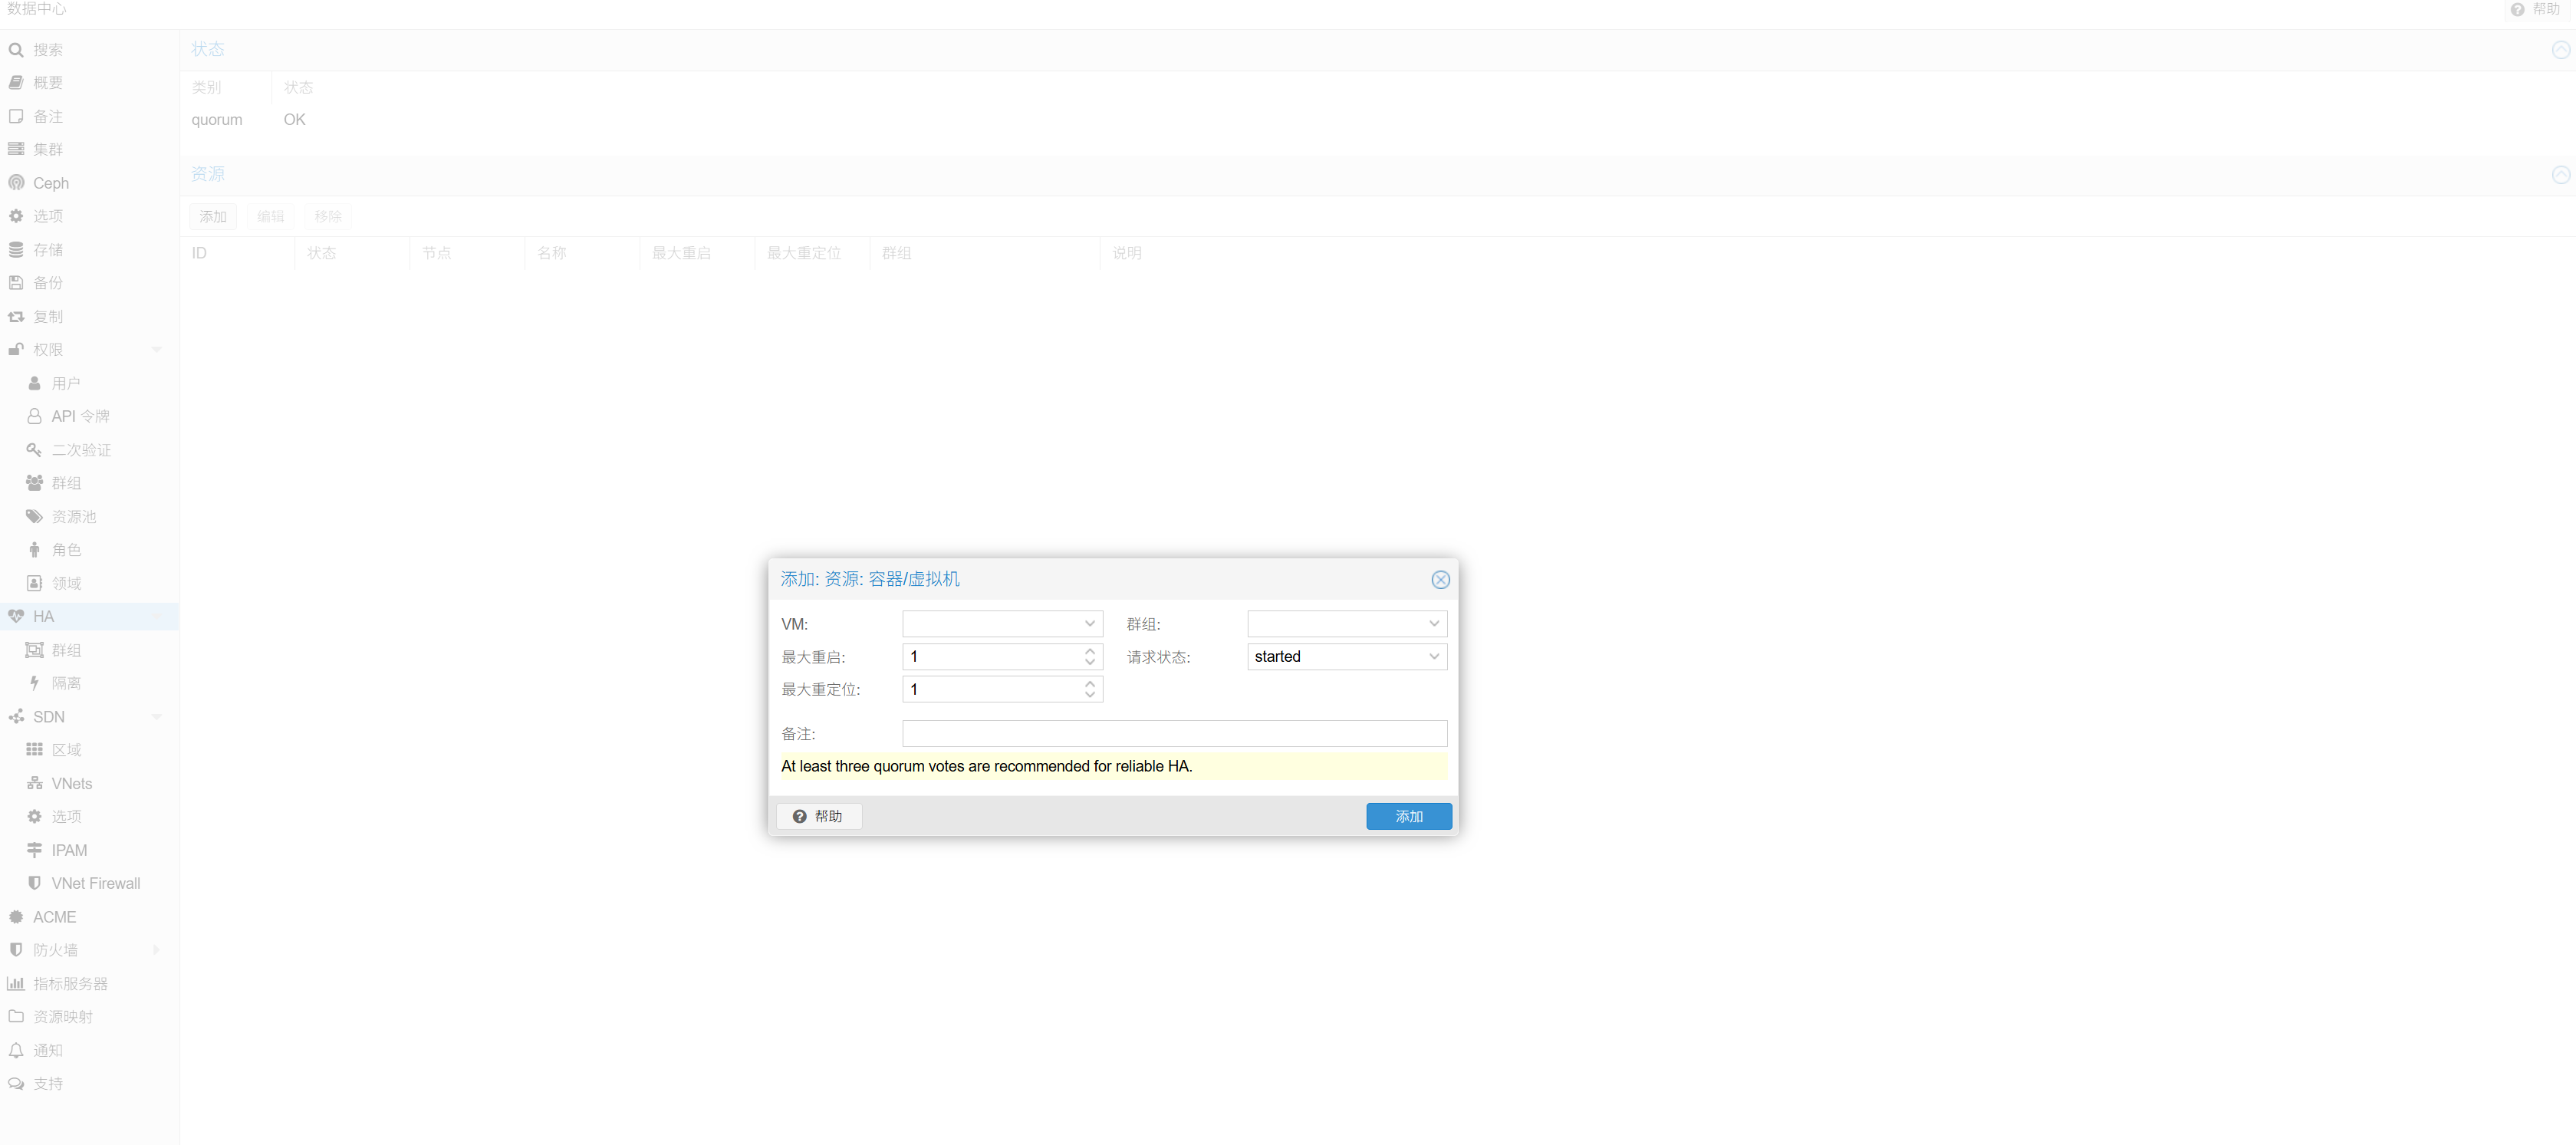 数据中心
帮助
搜索
概要
备注
集群
Ceph
选项
存储
备份
复制
权限
用户
API 令牌
二次验证
群组
资源池
角色
领域
HA
群组
隔离
SDN
区域
VNets
选项
IPAM
VNet Firewall
ACME
防火墙
指标服务器
资源映射
通知
支持
状态
类别 状态
quorum OK
资源
添加 编辑 移除
ID 状态 节点 名称 最大重启 最大重定位 群组 说明
添加: 资源: 容器/虚拟机
VM: 群组:
最大重启: 1 请求状态: started
最大重定位: 1
备注:
At least three quorum votes are recommended for reliable HA.
帮助 添加